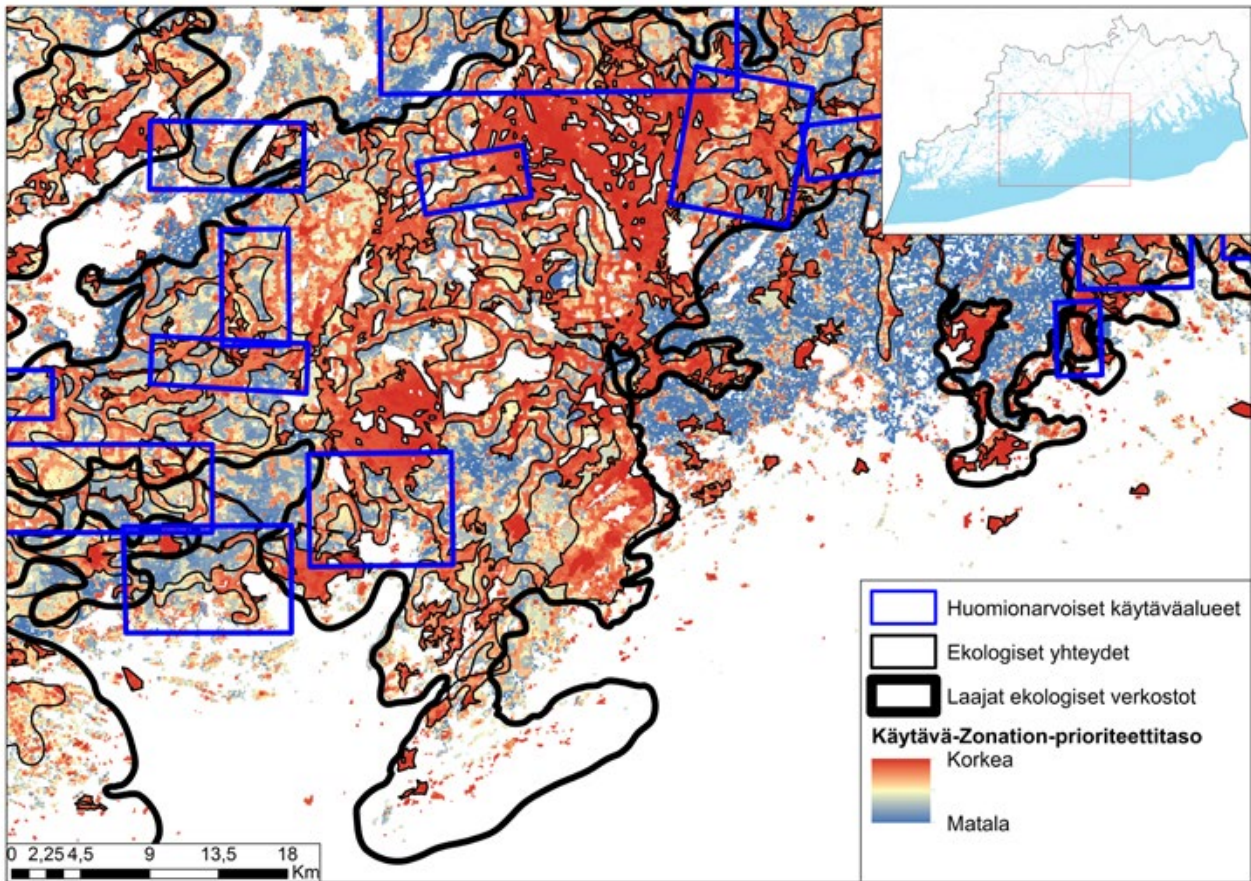 Huomionarvoiset käytäväalueet
Ekologiset yhteydet
Laajat ekologiset verkostot
Käytävä-Zonation-prioriteettitaso
Korkea
Matala
0 2,25 4,5 9 13,5 18
Km